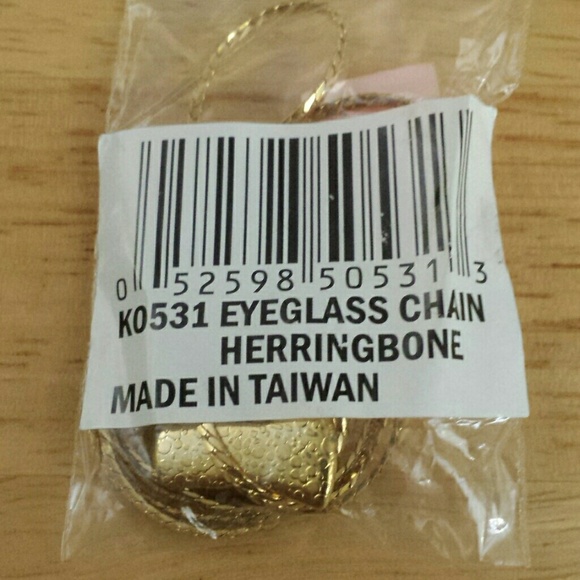 0 52598 50531 3
K0531 EYEGLASS CHAIN
HERRINGBONE
MADE IN TAIWAN